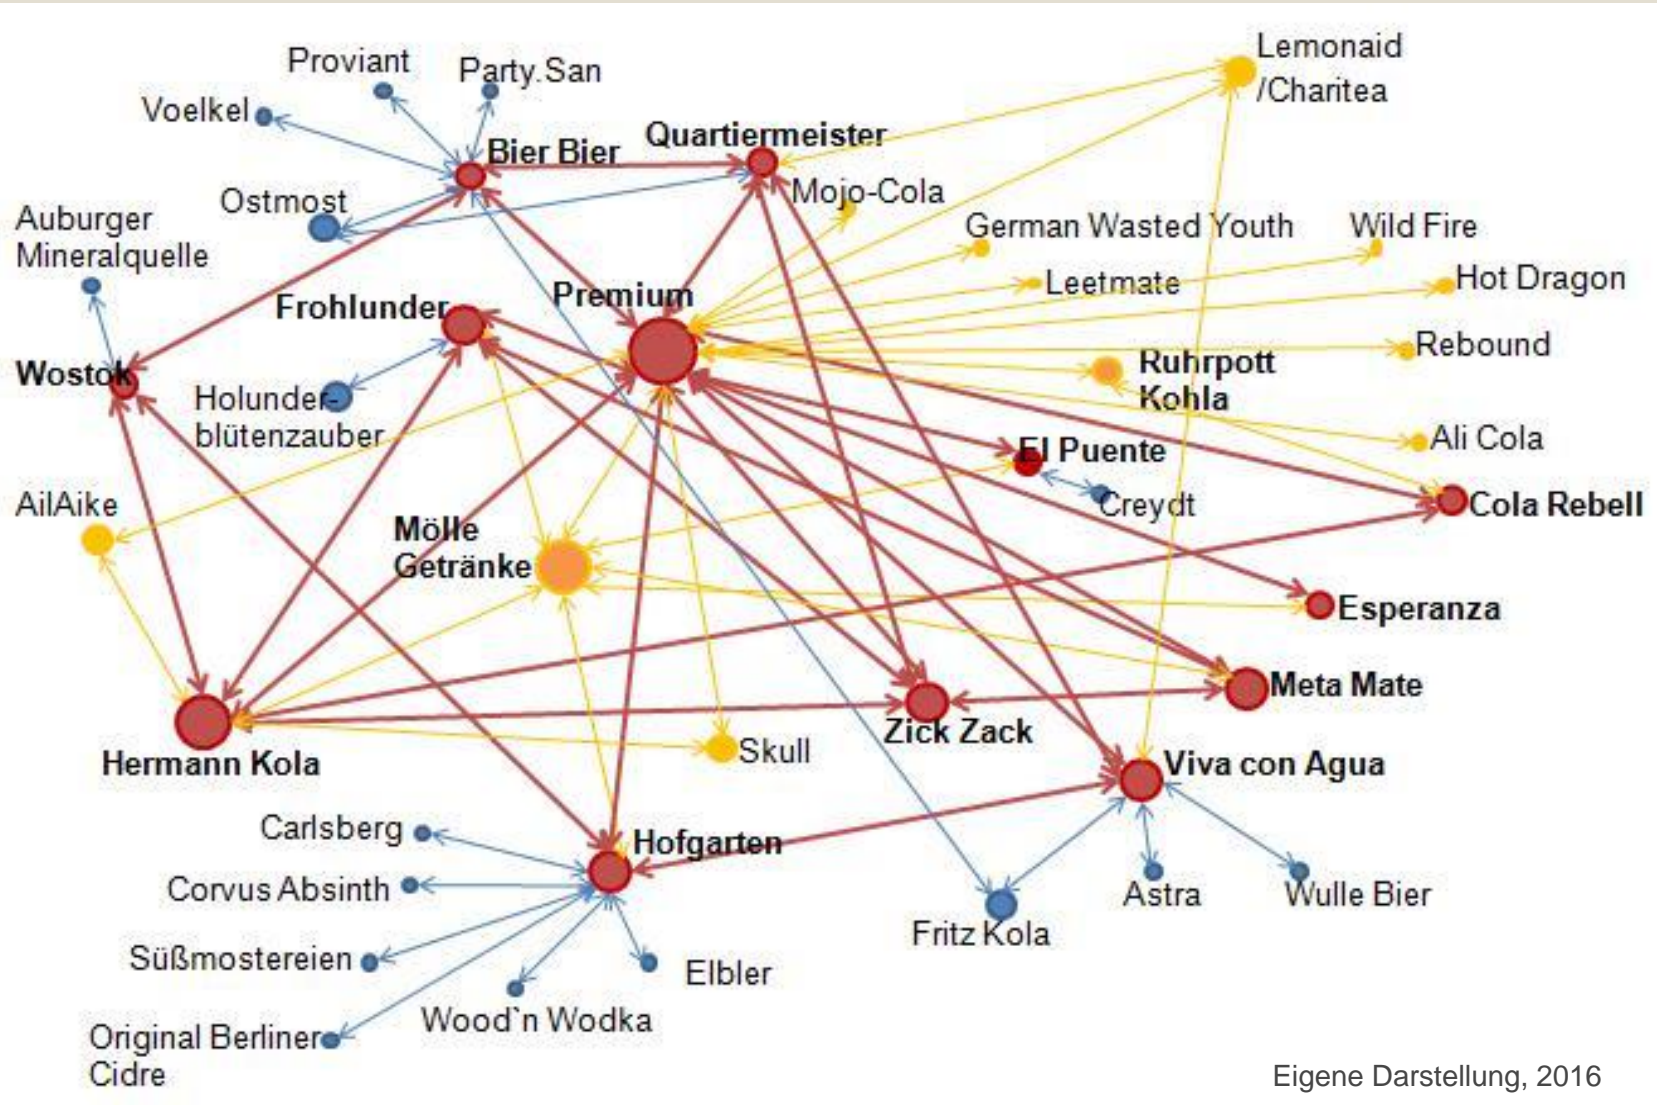 Lemonaid
/Charitea
Proviant
Party.San
Voelkel
Quartiermeister
Bier Bier
Mojo-Cola
Ostmost
Auburger
Mineralquelle
German Wasted Youth
Wild Fire
Leetmate
Hot Dragon
Frohlunder
Premium
Rebound
Ruhrpott
Kohla
Wostok
Holunder-
blütenzauber
Ali Cola
El Puente
Creydt
Cola Rebell
AilAike
Mölle
Getränke
Esperanza
Meta Mate
Zick Zack
Skull
Hermann Kola
Viva con Agua
Carlsberg
Hofgarten
Corvus Absinth
Astra
Wulle Bier
Fritz Kola
Süßmostereien
Elbler
Wood`n Wodka
Original Berliner
Cidre
Eigene Darstellung, 2016